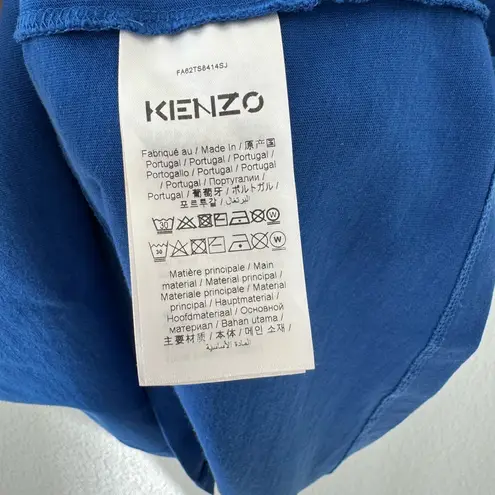 FA62TS8414SJ
KENZO
Fabriqué au / Made in / 原产国
Portugal / Portugal / Portugal /
Portogallo / Portugal / Portugal
/ Portugal / Португалии /
Portugal / 葡萄牙 / ポルトガル /
포르투갈 / البرتغال /
30 W
30 W
Matière principale / Main
material / Material principal /
Materiale principale / Material
principal / Hauptmaterial /
Hoofdmateriaal / Основной
материал / Bahan utama /
主要材质 / 本体 / 메인 소재 /
المادة الأساسية /